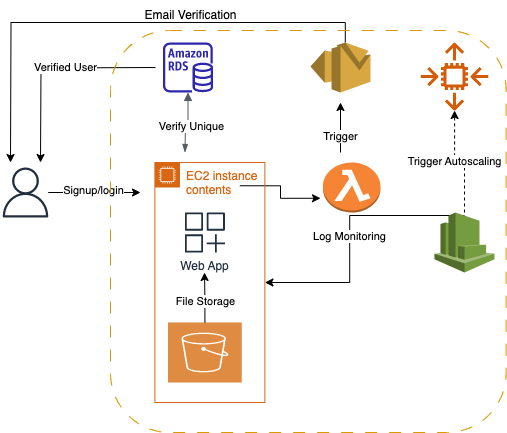 Email Verification
Amazon
RDS
Verified User
Verify Unique
Trigger
Trigger Autoscaling
EC2 instance
contents
Signup/login
Log Monitoring
Web App
File Storage